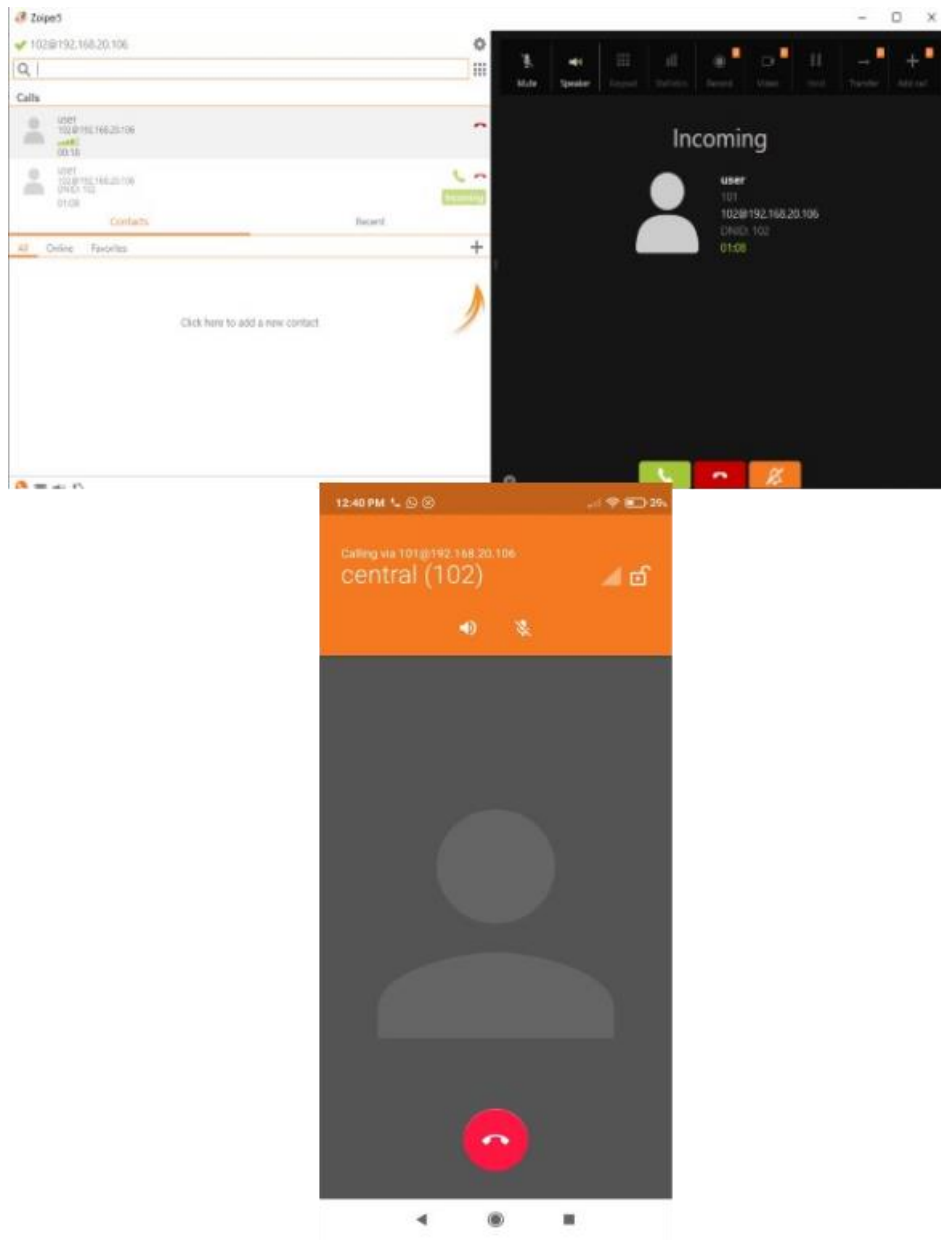 Zoiper5
102@192.168.20.106
Calls
user
102@192.168.20.106
00:18
user
102@192.168.20.106
DNID: 102
01:08
Incoming
Contacts
Recent
All
Online
Favorites
Click here to add a new contact
Mute
Speaker
Keypad
Statistics
Record
Video
Hold
Transfer
Add call
Incoming
user
101
102@192.168.20.106
DNID: 102
01:08
12:40 PM
29%
Calling via 101@192.168.20.106
central (102)